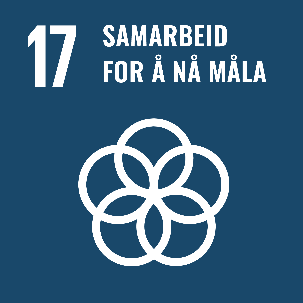 17 SAMARBEID
FOR Å NÅ MÅLA